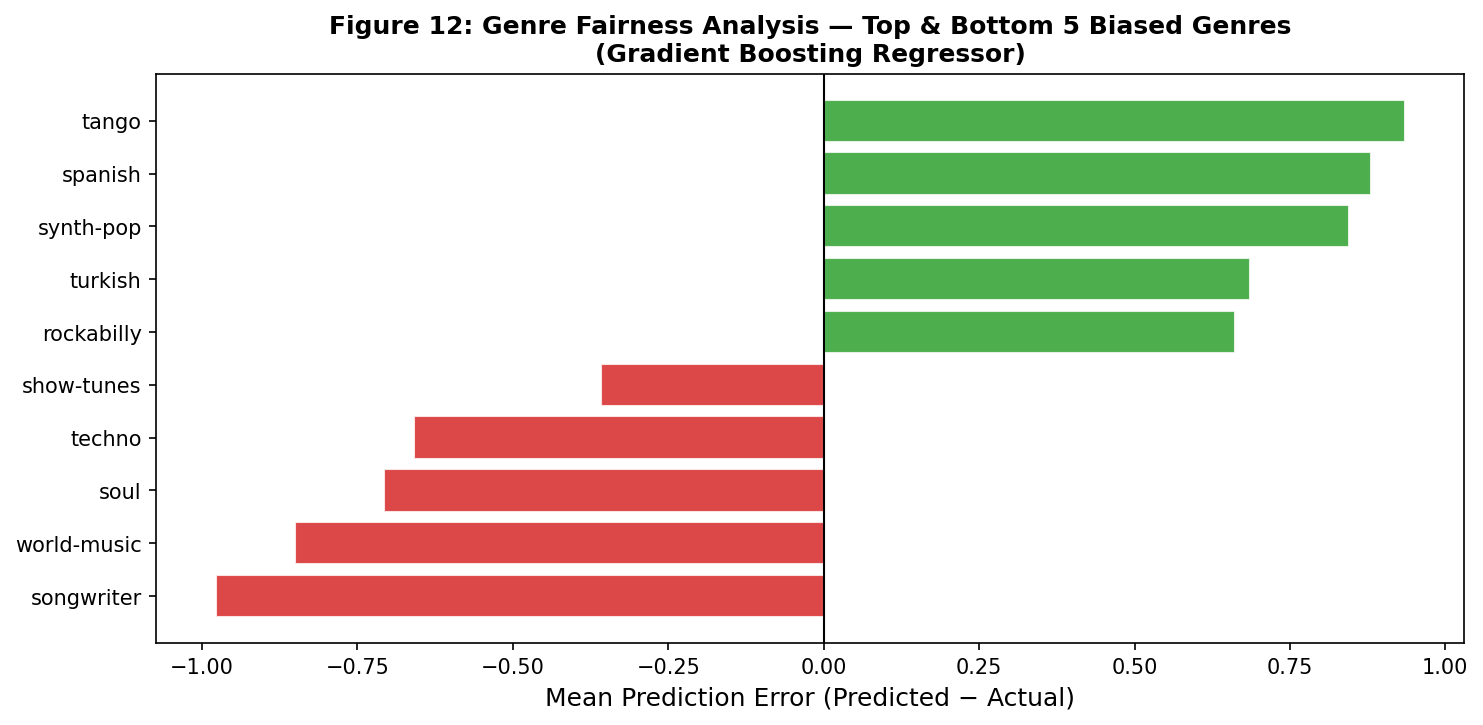 Figure 12: Genre Fairness Analysis — Top & Bottom 5 Biased Genres
(Gradient Boosting Regressor)
tango
spanish
synth-pop
turkish
rockabilly
show-tunes
techno
soul
world-music
songwriter
−1.00 −0.75 −0.50 −0.25 0.00 0.25 0.50 0.75 1.00
Mean Prediction Error (Predicted − Actual)